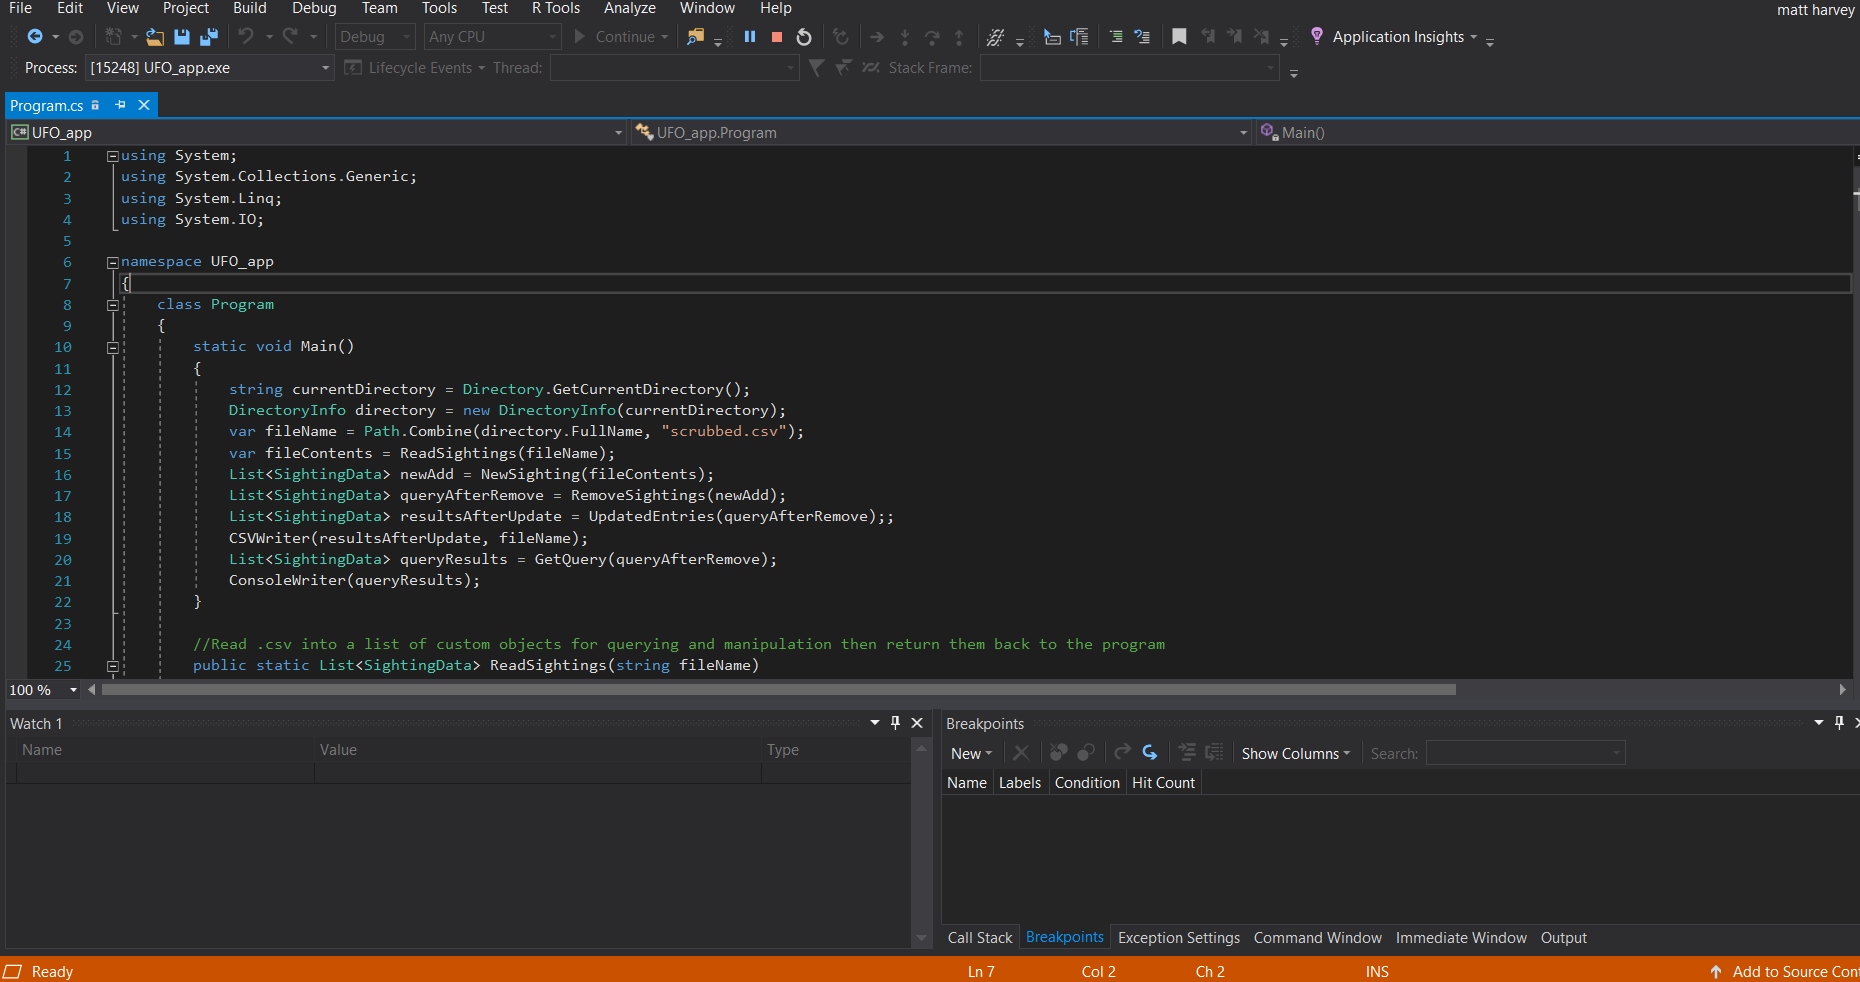 File Edit View Project Build Debug Team Tools Test R Tools Analyze Window Help matt harvey
Debug Any CPU Continue Application Insights
Process: [15248] UFO_app.exe Lifecycle Events Thread: Stack Frame:
Program.cs
C# UFO_app UFO_app.Program Main()
1 using System;
2 using System.Collections.Generic;
3 using System.Linq;
4 using System.IO;
5
6 namespace UFO_app
7 {
8 class Program
9 {
10 static void Main()
11 {
12 string currentDirectory = Directory.GetCurrentDirectory();
13 DirectoryInfo directory = new DirectoryInfo(currentDirectory);
14 var fileName = Path.Combine(directory.FullName, "scrubbed.csv");
15 var fileContents = ReadSightings(fileName);
16 List<SightingData> newAdd = NewSighting(fileContents);
17 List<SightingData> queryAfterRemove = RemoveSightings(newAdd);
18 List<SightingData> resultsAfterUpdate = UpdatedEntries(queryAfterRemove);;
19 CSVWriter(resultsAfterUpdate, fileName);
20 List<SightingData> queryResults = GetQuery(queryAfterRemove);
21 ConsoleWriter(queryResults);
22 }
23
24 //Read .csv into a list of custom objects for querying and manipulation then return them back to the program
25 public static List<SightingData> ReadSightings(string fileName)
100 %
Watch 1
Name Value Type
Breakpoints
New Show Columns Search:
Name Labels Condition Hit Count
Call Stack Breakpoints Exception Settings Command Window Immediate Window Output
Ready Ln 7 Col 2 Ch 2 INS Add to Source Cont